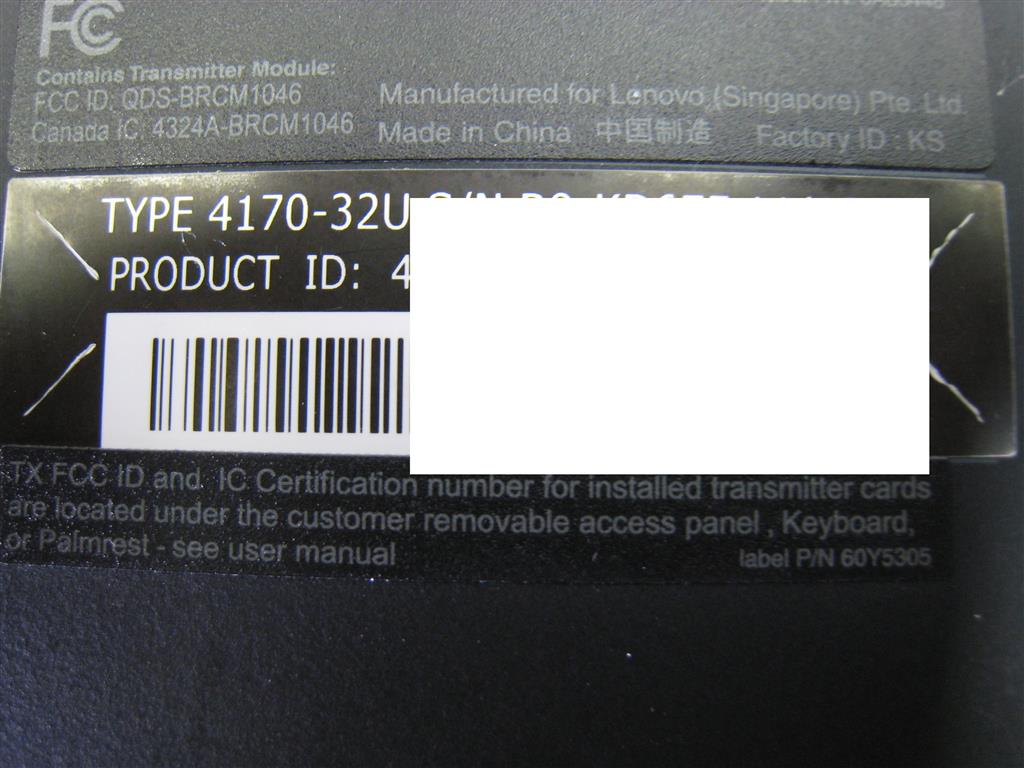 FC
Contains Transmitter Module:
FCC ID: QDS-BRCM1046
Canada IC: 4324A-BRCM1046
Manufactured for Lenovo (Singapore) Pte. Ltd.
Made in China 中国制造 Factory ID : KS
TYPE 4170-32U S/N
PRODUCT ID: 4
TX FCC ID and IC Certification number for installed transmitter cards
are located under the customer removable access panel , Keyboard,
or Palmrest - see user manual
label P/N 60Y5305